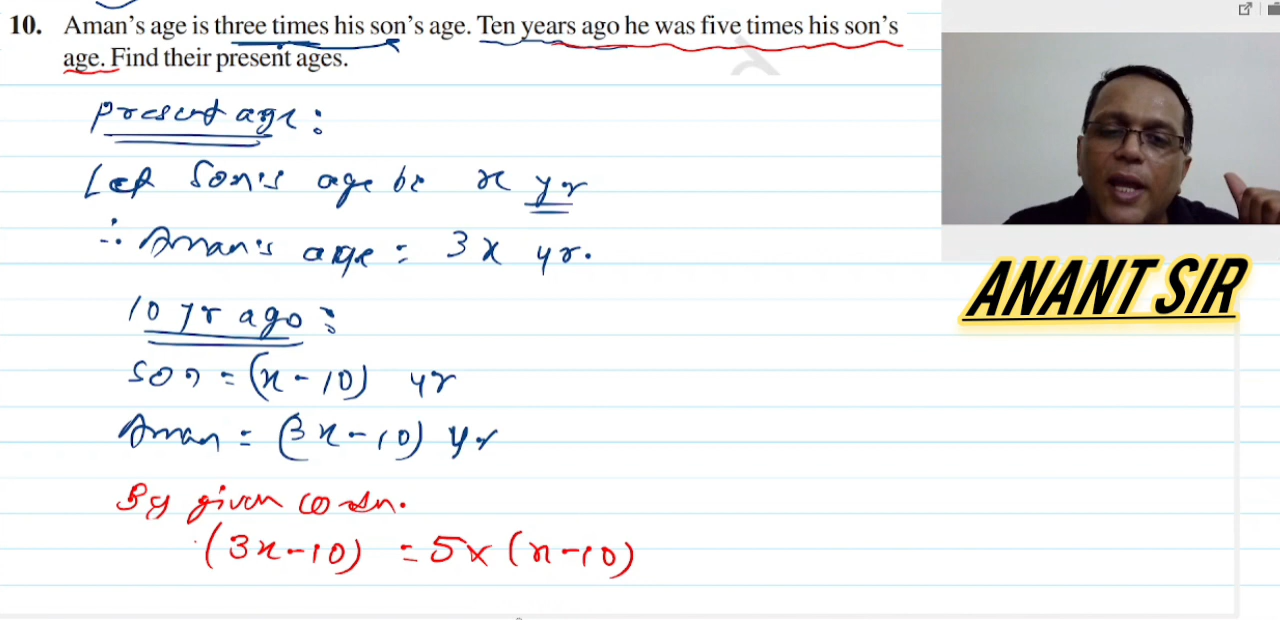 10. Aman's age is three times his son's age. Ten years ago he was five times his son's
age. Find their present ages.
Present age:
Let Son's age be x yr
∴ Aman's age = 3x yr.
10 yr ago:
Son = (x-10) yr
Aman = (3x-10) yr
By given condn.
(3x-10) = 5×(x-10)
ANANT SIR